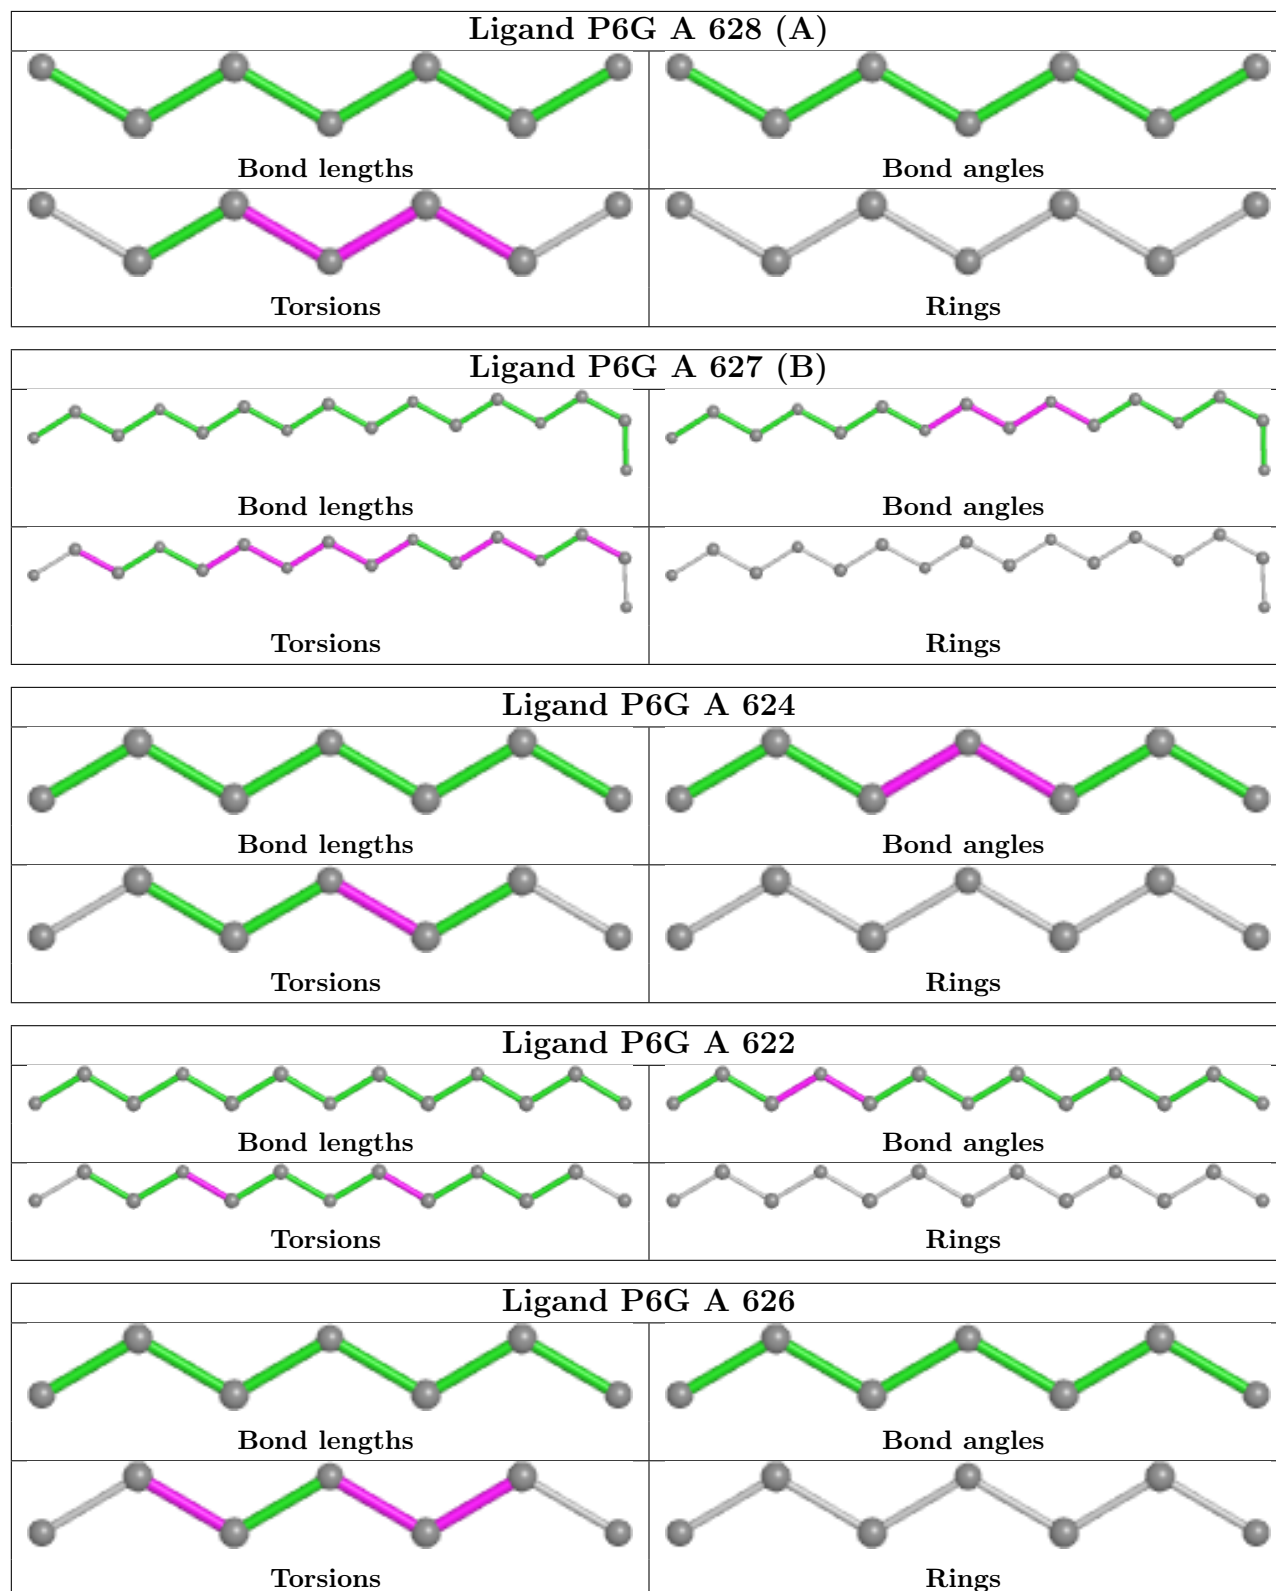 Ligand P6G A 628 (A)
Bond lengths
Bond angles
Torsions
Rings
Ligand P6G A 627 (B)
Bond lengths
Bond angles
Torsions
Rings
Ligand P6G A 624
Bond lengths
Bond angles
Torsions
Rings
Ligand P6G A 622
Bond lengths
Bond angles
Torsions
Rings
Ligand P6G A 626
Bond lengths
Bond angles
Torsions
Rings